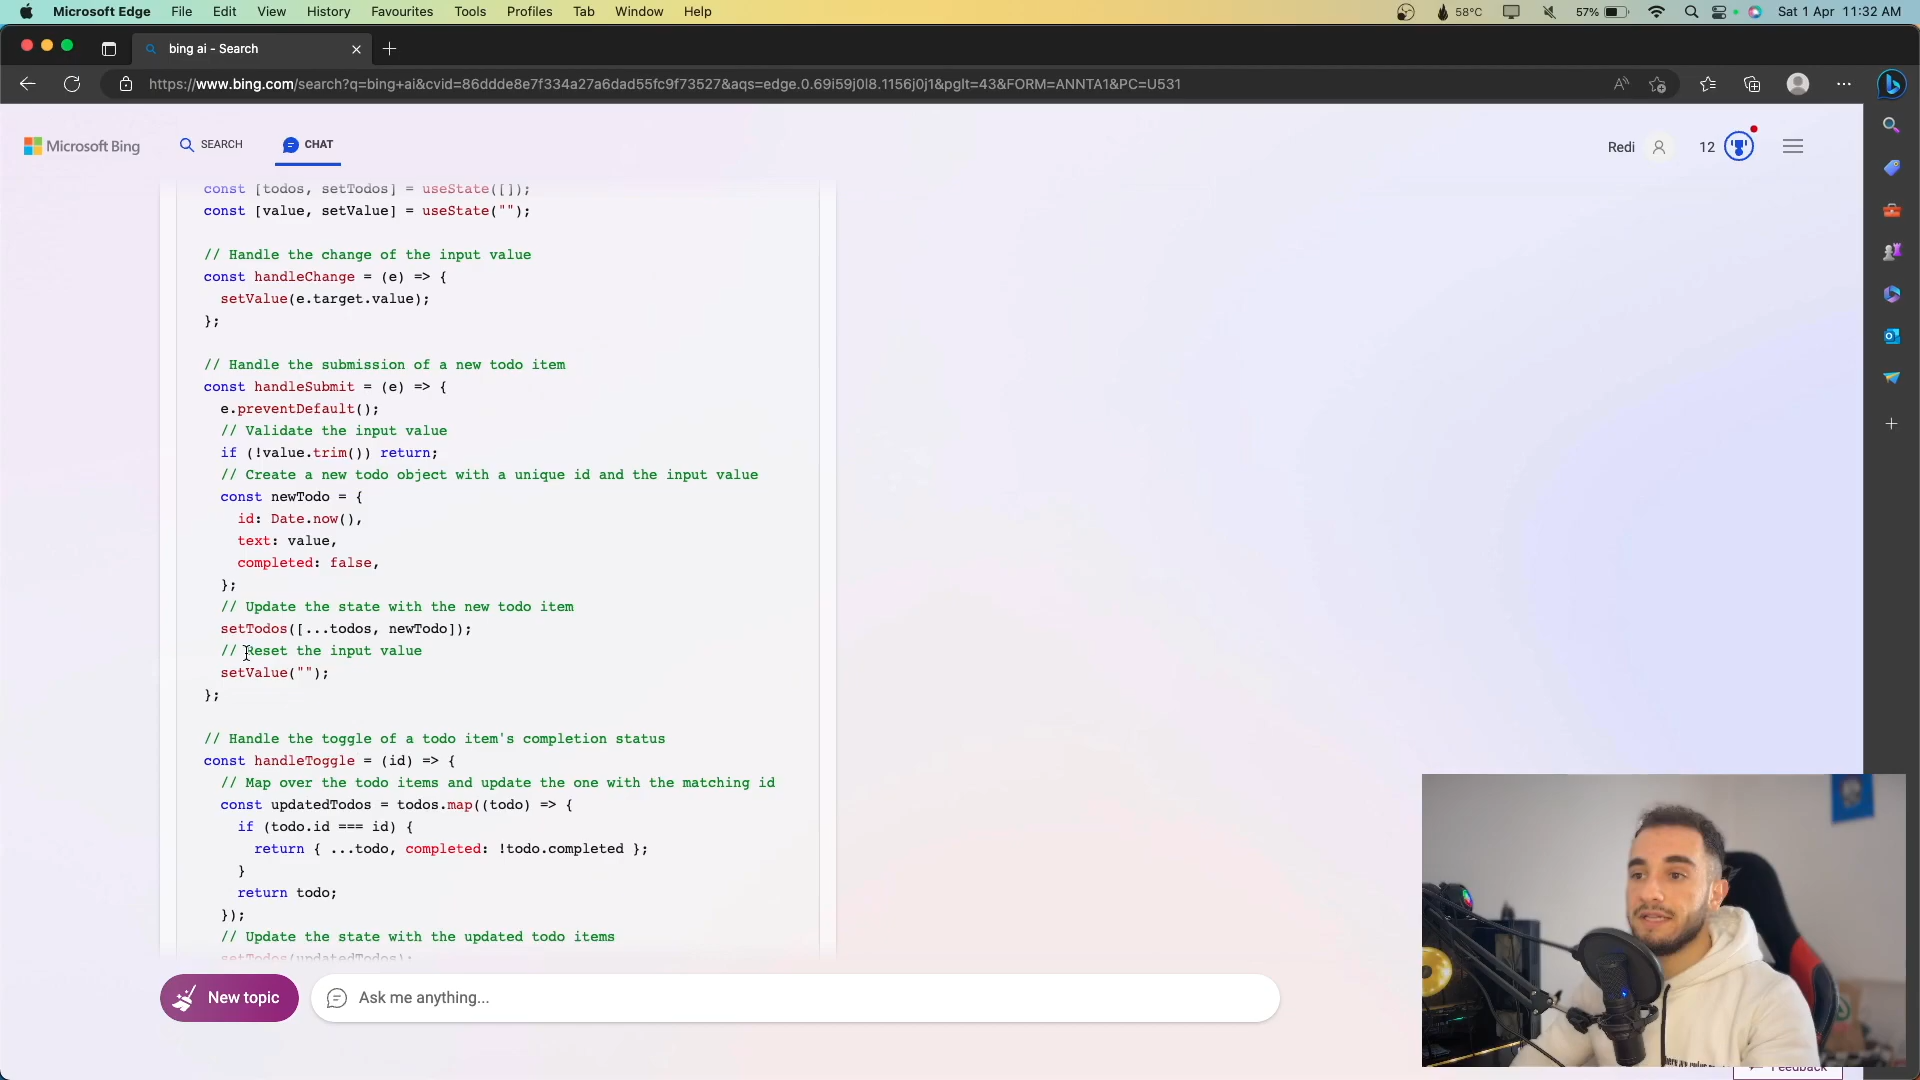 Microsoft Edge File Edit View History Favourites Tools Profiles Tab Window Help 58°C 57% Sat 1 Apr 11:32 AM
bing ai - Search
https://www.bing.com/search?q=bing+ai&cvid=86ddde8e7f334a27a6dad55fc9f73527&aqs=edge.0.69i59j0l8.1156j0j1&pglt=43&FORM=ANNTA1&PC=U531
Microsoft Bing SEARCH CHAT Redi 12
const [todos, setTodos] = useState([]);
const [value, setValue] = useState("");
// Handle the change of the input value
const handleChange = (e) => {
setValue(e.target.value);
};
// Handle the submission of a new todo item
const handleSubmit = (e) => {
e.preventDefault();
// Validate the input value
if (!value.trim()) return;
// Create a new todo object with a unique id and the input value
const newTodo = {
id: Date.now(),
text: value,
completed: false,
};
// Update the state with the new todo item
setTodos([...todos, newTodo]);
// Reset the input value
setValue("");
};
// Handle the toggle of a todo item's completion status
const handleToggle = (id) => {
// Map over the todo items and update the one with the matching id
const updatedTodos = todos.map((todo) => {
if (todo.id === id) {
return { ...todo, completed: !todo.completed };
}
return todo;
});
// Update the state with the updated todo items
setTodos(updatedTodos);
New topic
Ask me anything...
Feedback